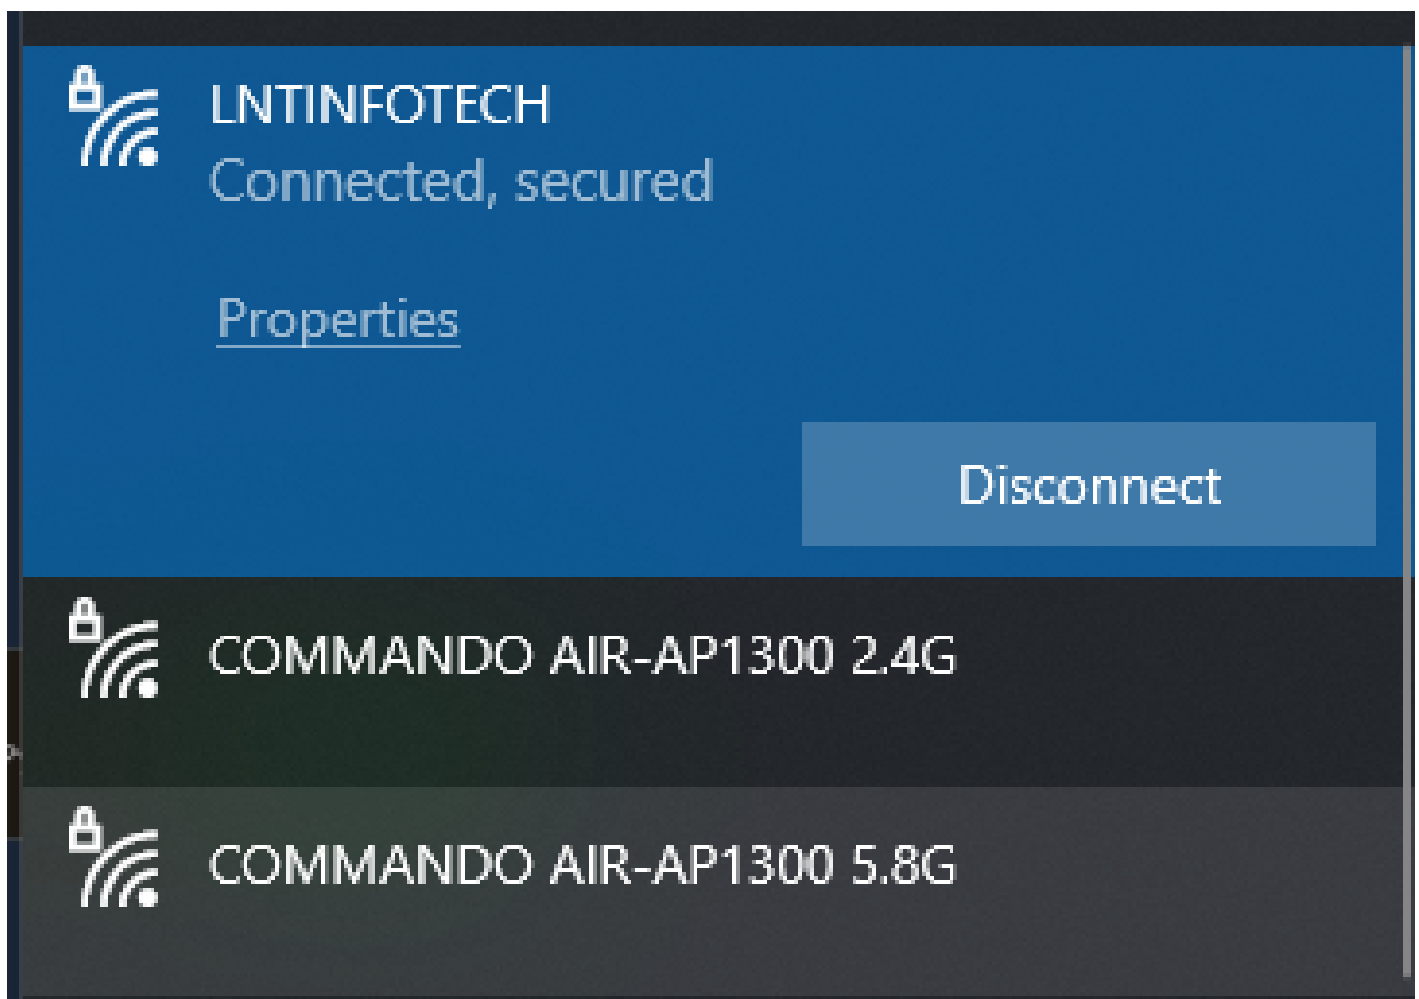 LNTINFOTECH
Connected, secured
Properties
Disconnect
COMMANDO AIR-AP1300 2.4G
COMMANDO AIR-AP1300 5.8G